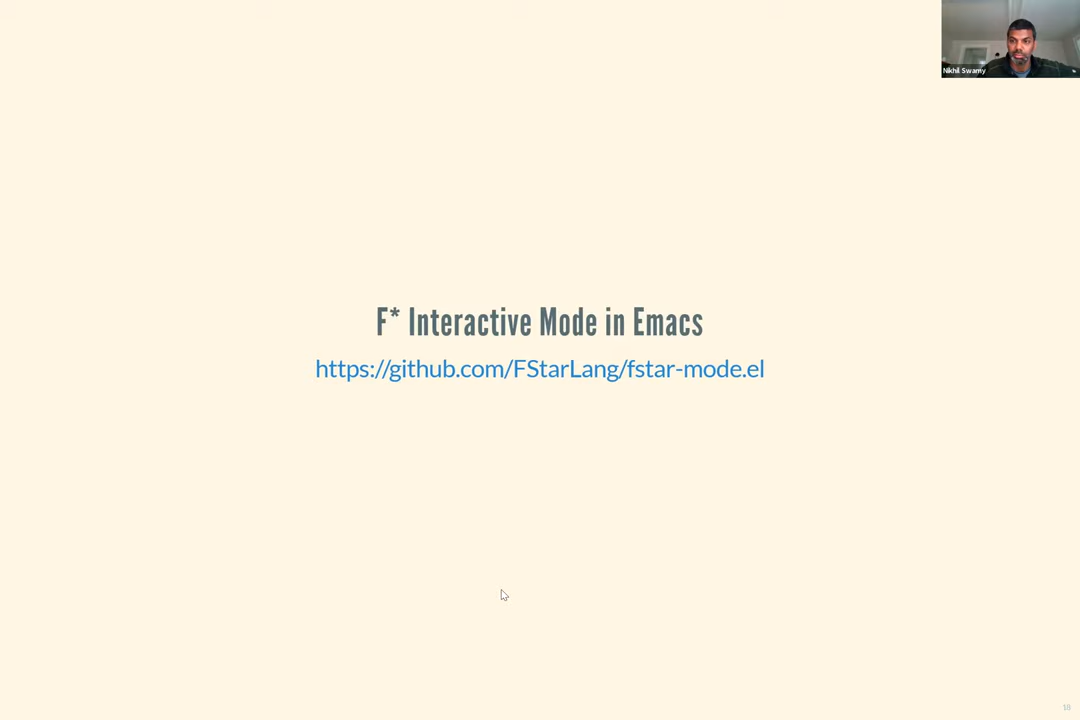 Nikhil Swamy
F* Interactive Mode in Emacs
https://github.com/FStarLang/fstar-mode.el